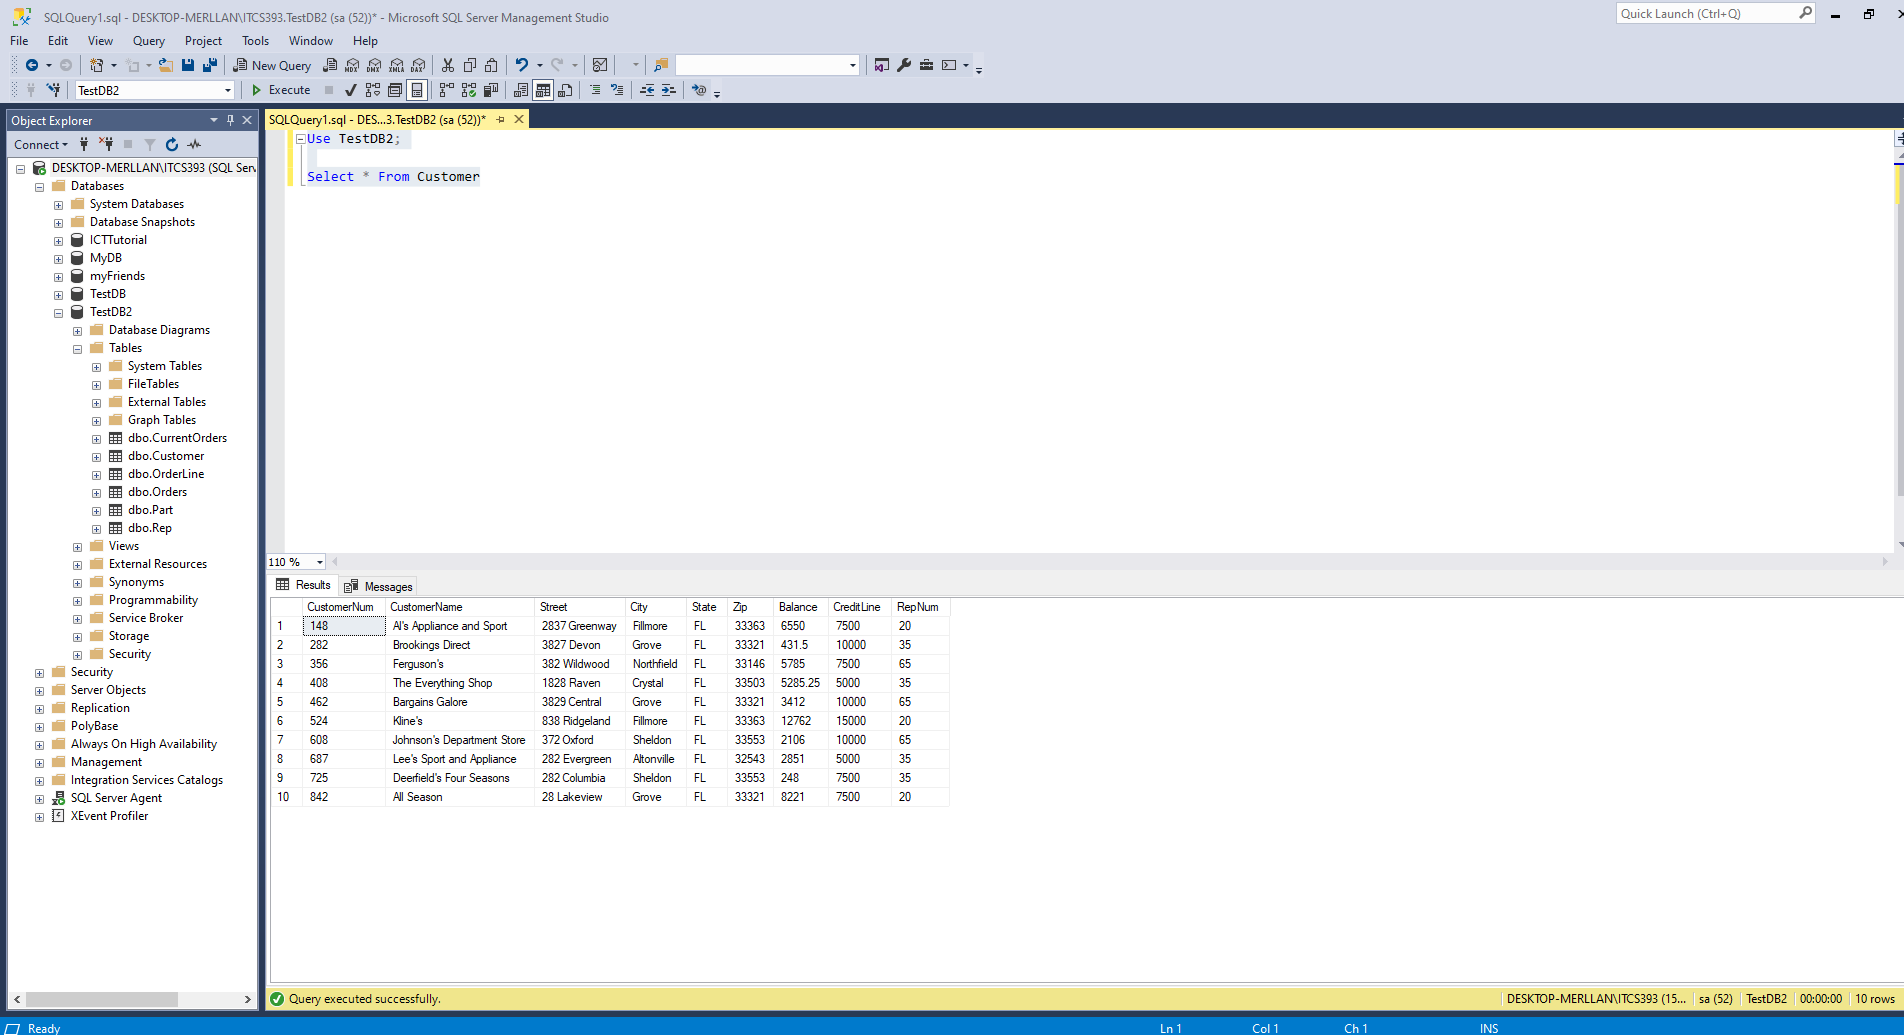 SQLQuery1.sql - DESKTOP-MERLLAN\ITCS393.TestDB2 (sa (52))* - Microsoft SQL Server Management Studio
Quick Launch (Ctrl+Q)
File Edit View Query Project Tools Window Help
New Query MDX DMX XMLA DAX
TestDB2 Execute
Object Explorer
SQLQuery1.sql - DES...3.TestDB2 (sa (52))*
Connect
Use TestDB2;
Select * From Customer
DESKTOP-MERLLAN\ITCS393 (SQL Serv
Databases
System Databases
Database Snapshots
ICTTutorial
MyDB
myFriends
TestDB
TestDB2
Database Diagrams
Tables
System Tables
FileTables
External Tables
Graph Tables
dbo.CurrentOrders
dbo.Customer
dbo.OrderLine
dbo.Orders
dbo.Part
dbo.Rep
Views
External Resources
Synonyms
Programmability
Service Broker
Storage
Security
Security
Server Objects
Replication
PolyBase
Always On High Availability
Management
Integration Services Catalogs
SQL Server Agent
XEvent Profiler
110 %
Results Messages
CustomerNum CustomerName Street City State Zip Balance CreditLine RepNum
1 148 Al's Appliance and Sport 2837 Greenway Fillmore FL 33363 6550 7500 20
2 282 Brookings Direct 3827 Devon Grove FL 33321 431.5 10000 35
3 356 Ferguson's 382 Wildwood Northfield FL 33146 5785 7500 65
4 408 The Everything Shop 1828 Raven Crystal FL 33503 5285.25 5000 35
5 462 Bargains Galore 3829 Central Grove FL 33321 3412 10000 65
6 524 Kline's 838 Ridgeland Fillmore FL 33363 12762 15000 20
7 608 Johnson's Department Store 372 Oxford Sheldon FL 33553 2106 10000 65
8 687 Lee's Sport and Appliance 282 Evergreen Altonville FL 32543 2851 5000 35
9 725 Deerfield's Four Seasons 282 Columbia Sheldon FL 33553 248 7500 35
10 842 All Season 28 Lakeview Grove FL 33321 8221 7500 20
Query executed successfully.
DESKTOP-MERLLAN\ITCS393 (15... sa (52) TestDB2 00:00:00 10 rows
Ready Ln 1 Col 1 Ch 1 INS